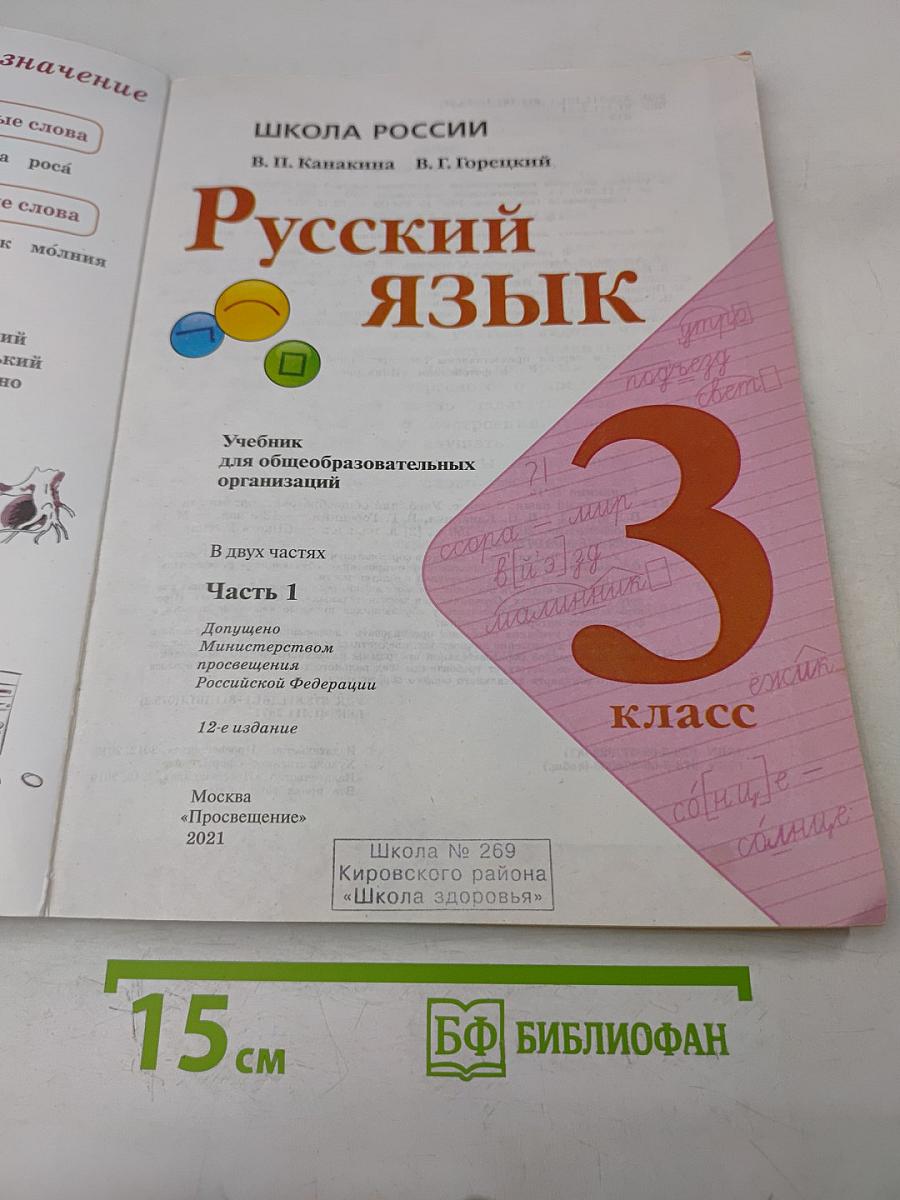 значение
ые слова
а роса́
е слова
к мо́лния
ий
ький
но
ШКОЛА РОССИИ
В. П. Канакина В. Г. Горецкий
Русский
язык
утро
подъезд
свет
Учебник
для общеобразовательных
организаций
ссора = мир
в[й'э]зд
малинник
3
класс
В двух частях
Часть 1
Допущено
Министерством
просвещения
Российской Федерации
12-е издание
ёжик
со́[нц]е –
со́лнце
Москва
«Просвещение»
2021
Школа № 269
Кировского района
«Школа здоровья»
15 см
БФ БИБЛИОФАН